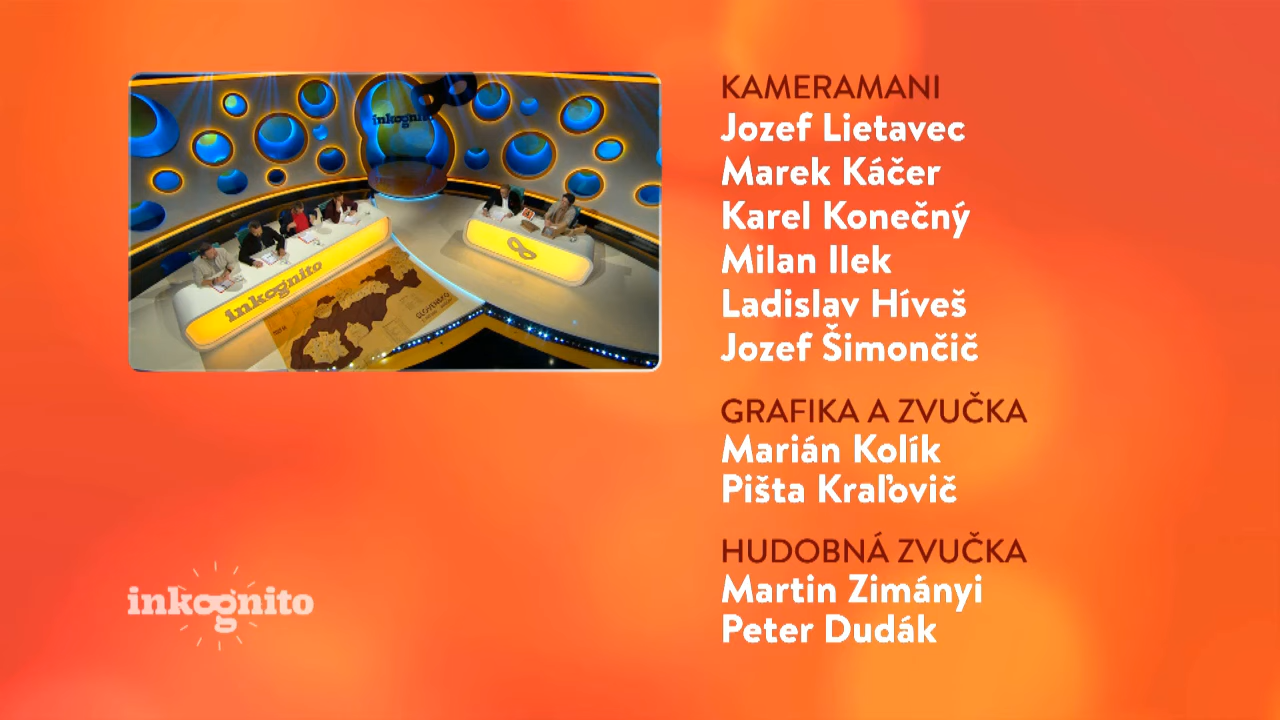 inkognito
inkognito
SLOVENSKO
KAMERAMANI
Jozef Lietavec
Marek Káčer
Karel Konečný
Milan Ilek
Ladislav Híveš
Jozef Šimončič
GRAFIKA A ZVUČKA
Marián Kolík
Pišta Kraľovič
HUDOBNÁ ZVUČKA
Martin Zimányi
Peter Dudák
inkognito